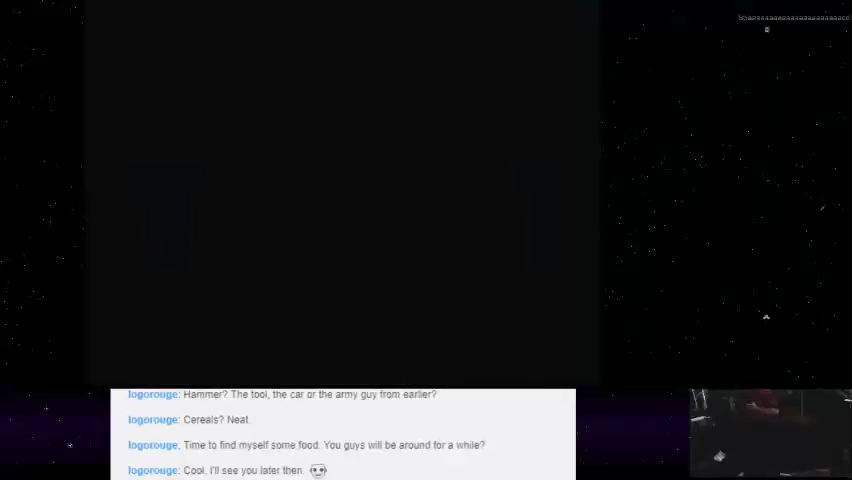 logorouge: Hammer? The tool, the car or the army guy from earlier?
logorouge: Cereals? Neat.
logorouge: Time to find myself some food. You guys will be around for a while?
logorouge: Cool, I'll see you later then.